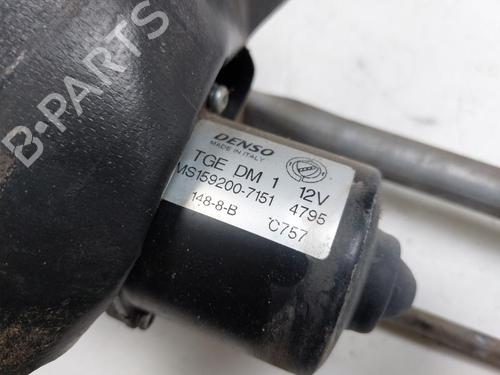 B-PARTS
DENSO
MADE IN ITALY
TGE DM 1 12V
MS159200-7151 4795
148-8-B C757